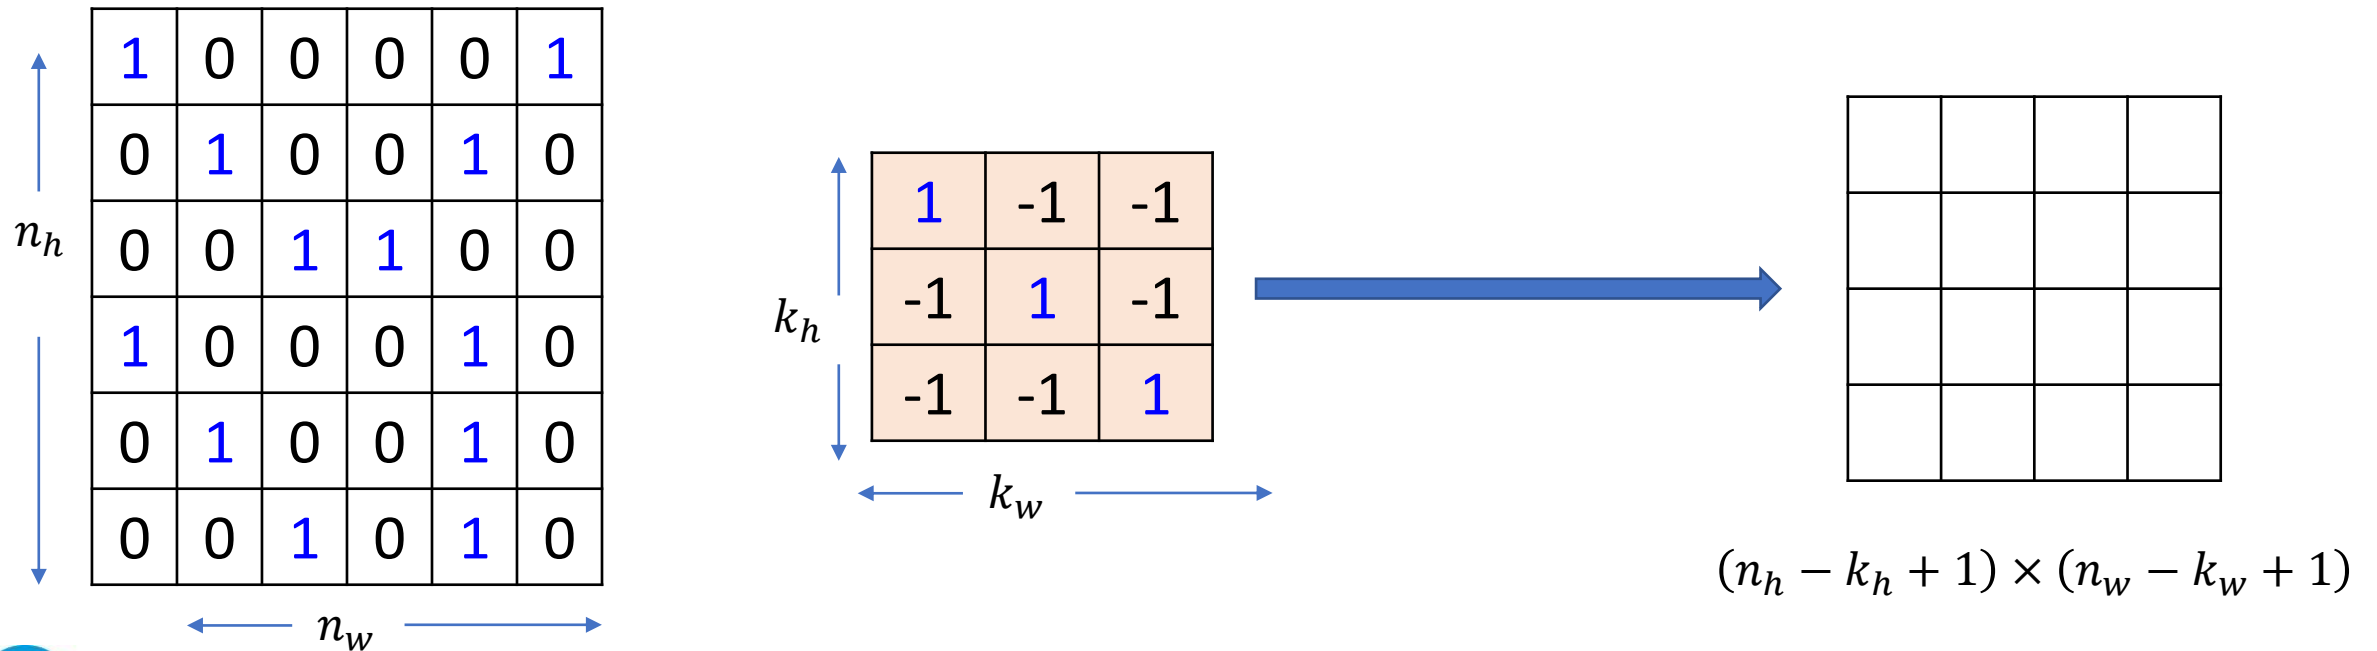 1 0 0 0 0 1
0 1 0 0 1 0
0 0 1 1 0 0
1 0 0 0 1 0
0 1 0 0 1 0
0 0 1 0 1 0
n_h
n_w
1 -1 -1
-1 1 -1
-1 -1 1
k_h
k_w
(n_h − k_h + 1) × (n_w − k_w + 1)